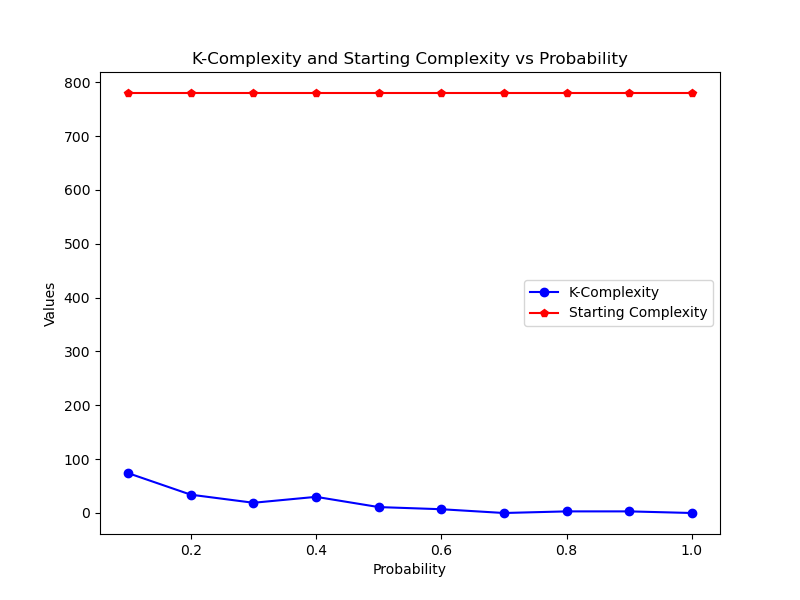 K-Complexity and Starting Complexity vs Probability
800
700
600
500
400
300
200
100
0
Values
K-Complexity
Starting Complexity
0.2 0.4 0.6 0.8 1.0
Probability